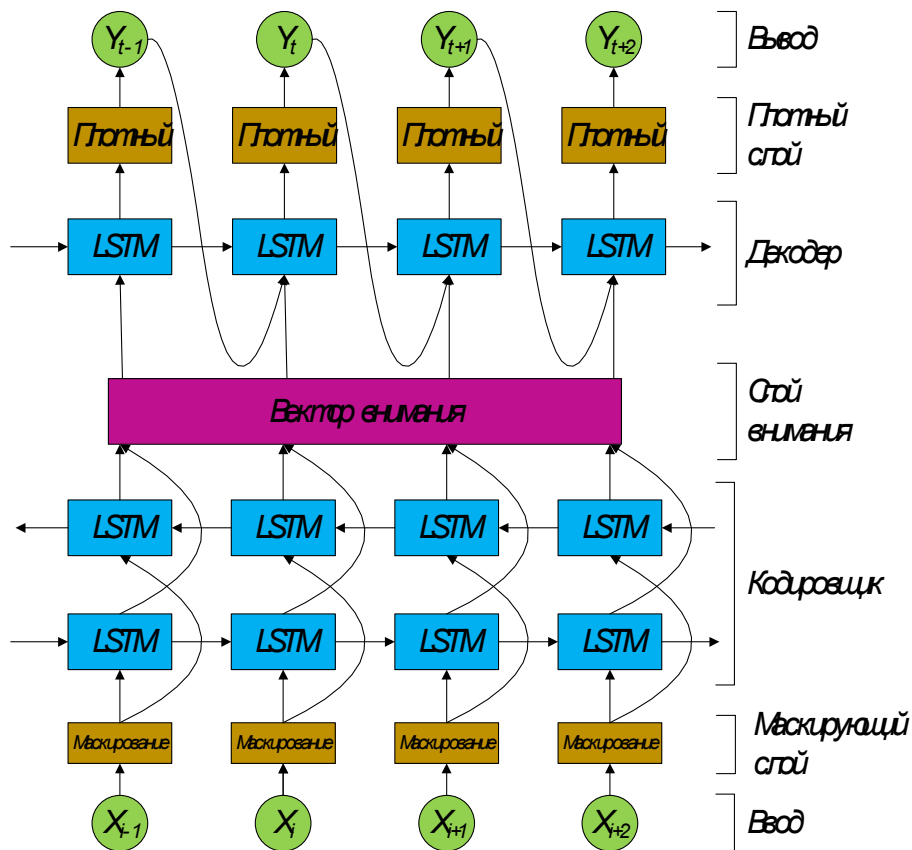 Y_{t-1} Y_t Y_{t+1} Y_{t+2} Вывод
Плотный Плотный Плотный Плотный Плотный
слой
LSTM LSTM LSTM LSTM Декодер
Вектор внимания Слой
внимания
LSTM LSTM LSTM LSTM
Кодировщик
LSTM LSTM LSTM LSTM
Маскирование Маскирование Маскирование Маскирование Маскирующий
слой
X_{i-1} X_i X_{i+1} X_{i+2} Ввод